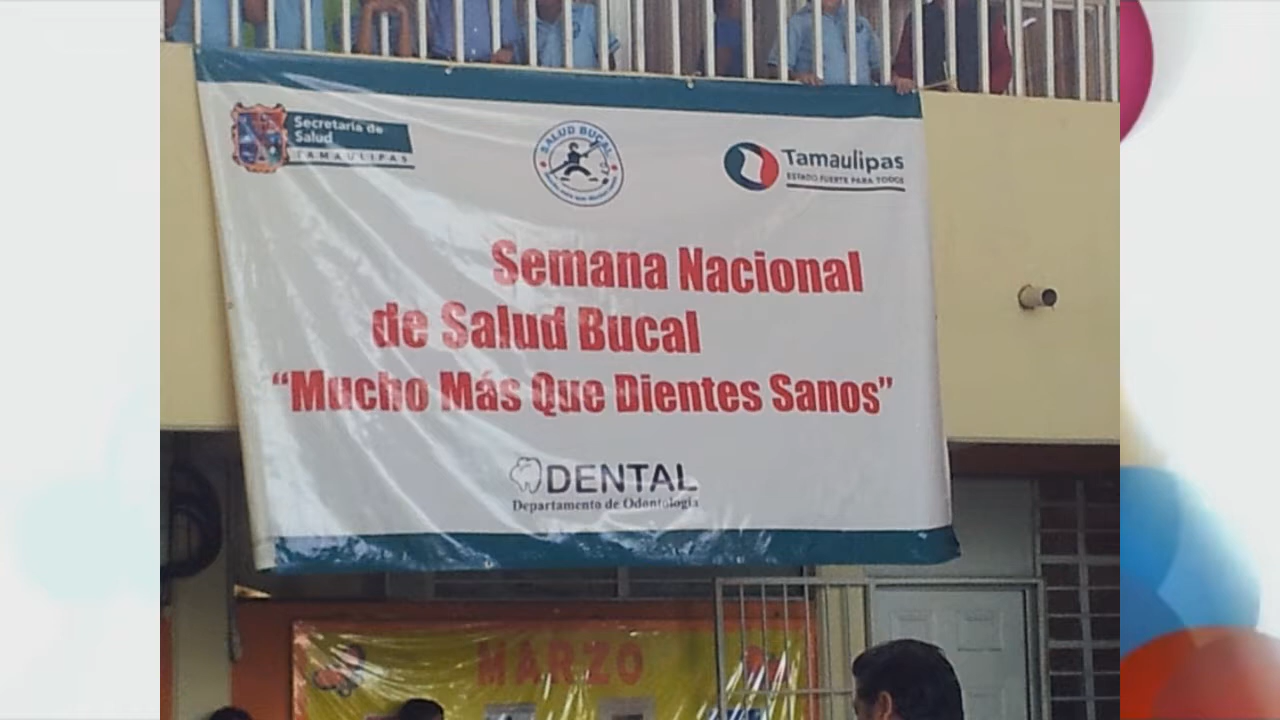 Secretaría de
Salud
TAMAULIPAS
SALUD BUCAL
Tamaulipas
ESTADO FUERTE PARA TODOS
Semana Nacional
de Salud Bucal
“Mucho Más Que Dientes Sanos”
DENTAL
Departamento de Odontología
MARZO